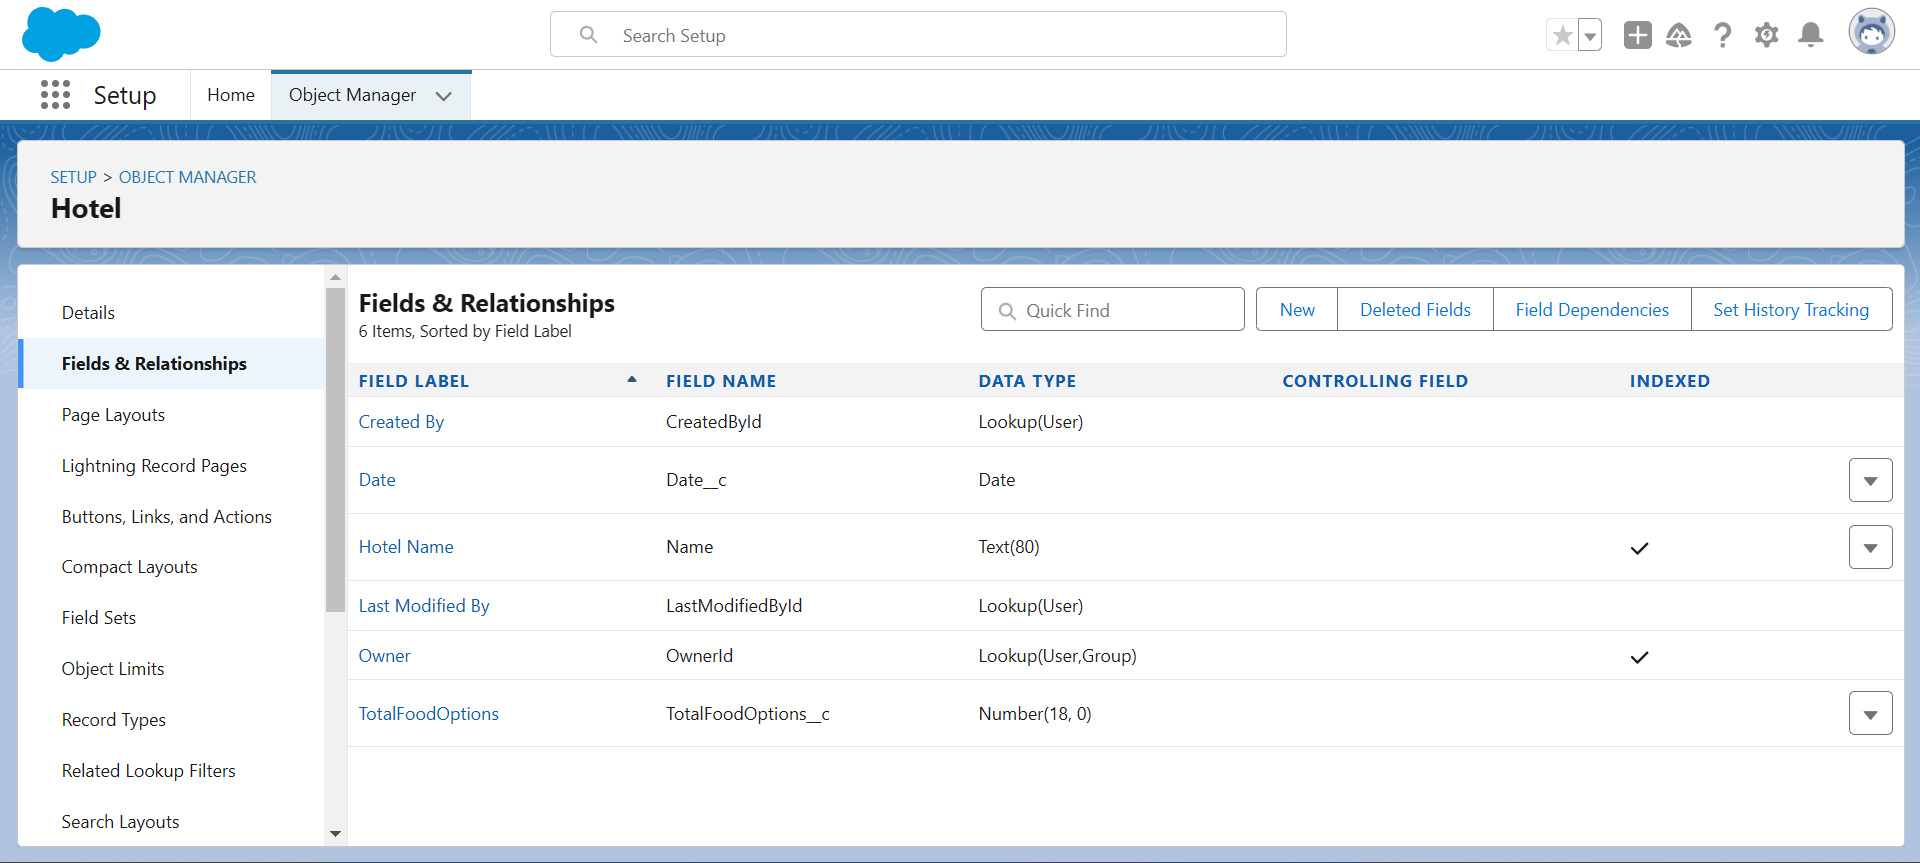 Search Setup
Setup
Home
Object Manager
SETUP > OBJECT MANAGER
Hotel
Details
Fields & Relationships
Page Layouts
Lightning Record Pages
Buttons, Links, and Actions
Compact Layouts
Field Sets
Object Limits
Record Types
Related Lookup Filters
Search Layouts
Fields & Relationships
6 Items, Sorted by Field Label
Quick Find
New
Deleted Fields
Field Dependencies
Set History Tracking
FIELD LABEL FIELD NAME DATA TYPE CONTROLLING FIELD INDEXED
Created By CreatedById Lookup(User)
Date Date__c Date
Hotel Name Name Text(80)
Last Modified By LastModifiedById Lookup(User)
Owner OwnerId Lookup(User,Group)
TotalFoodOptions TotalFoodOptions__c Number(18, 0)